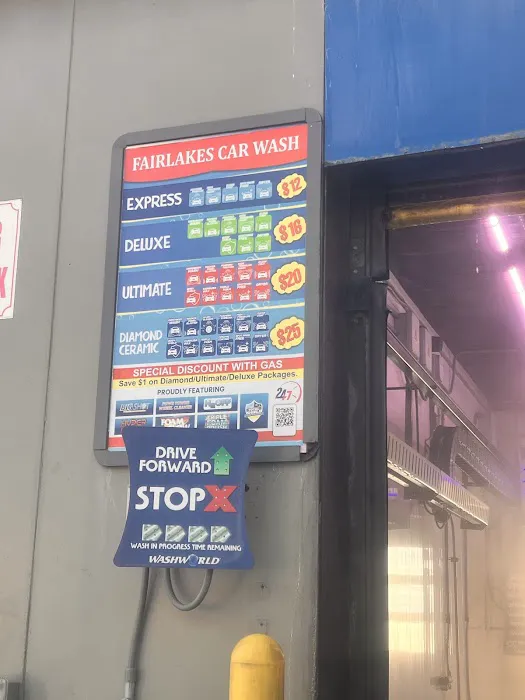 FAIRLAKES CAR WASH
EXPRESS $12
DELUXE $16
ULTIMATE $20
DIAMOND
CERAMIC $25
SPECIAL DISCOUNT WITH GAS
Save $1 on Diamond/Ultimate/Deluxe Packages.
PROUDLY FEATURING
24/7
DRIVE
FORWARD
STOP X
WASH IN PROGRESS TIME REMAINING
WASHWORLD